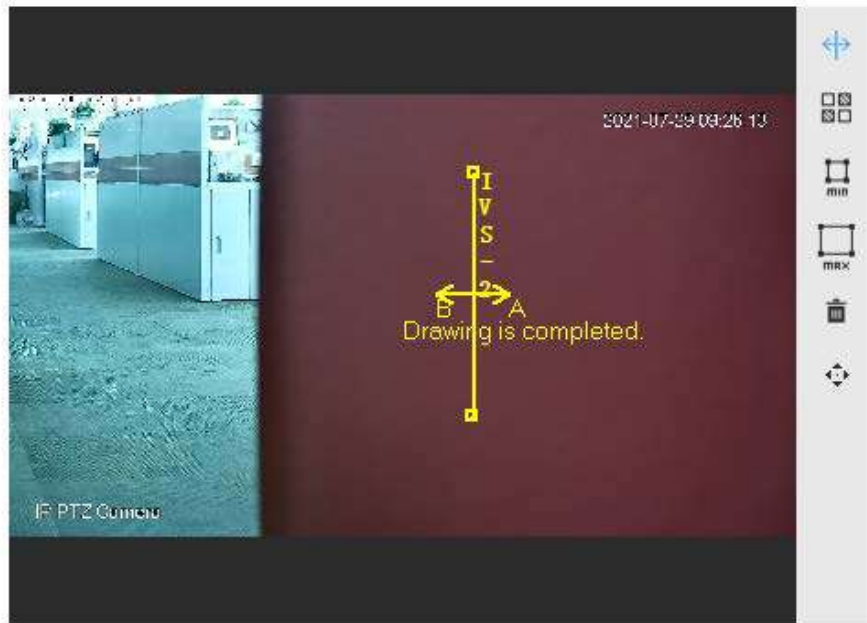 2021-07-29 09:26:13
IVS-2
B A
Drawing is completed.
IP PTZ Camera
min
max